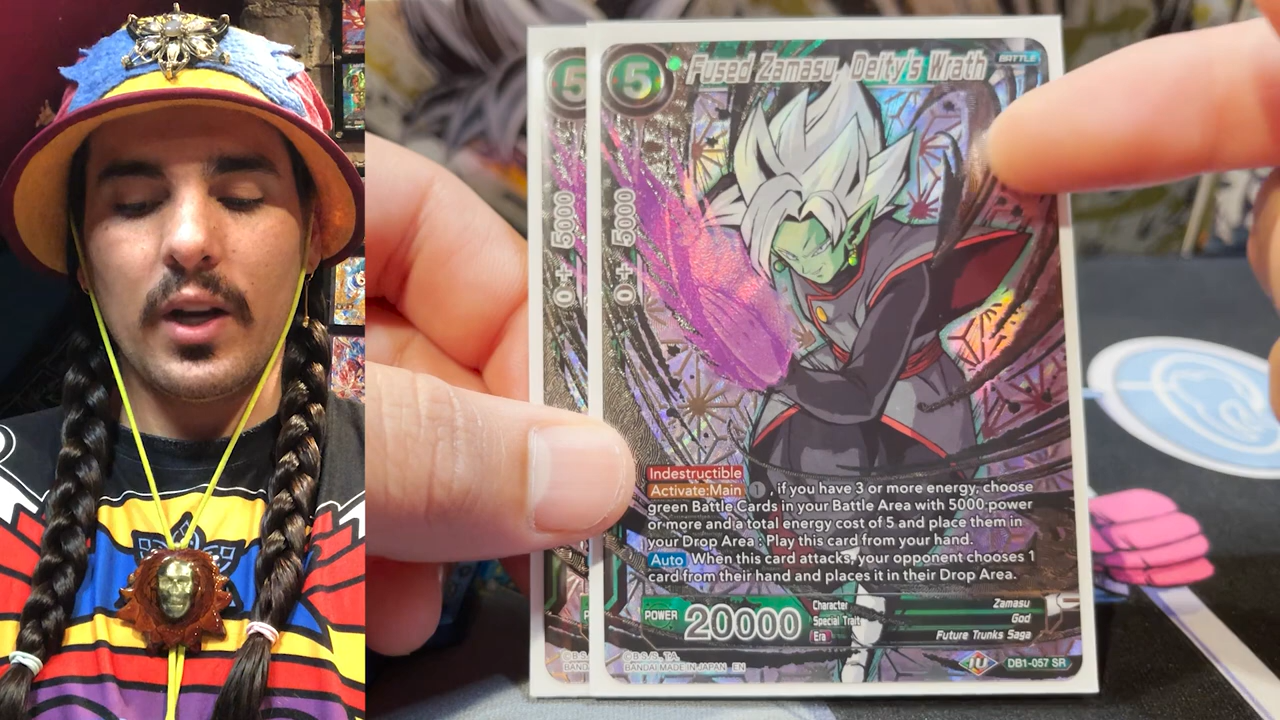 5
5
Fused Zamasu, Deity's Wrath
BATTLE
0+ 5000
0+ 5000
Indestructible
Activate:Main 1 , if you have 3 or more energy, choose
green Battle Cards in your Battle Area with 5000 power
or more and a total energy cost of 5 and place them in
your Drop Area : Play this card from your hand.
Auto When this card attacks, your opponent chooses 1
card from their hand and places it in their Drop Area.
POWER 20000
Character Zamasu
Special Trait God
Era Future Trunks Saga
©B.S./S., T.A.
BANDAI MADE IN JAPAN EN
DB1-057 SR
©B.S.
BAND